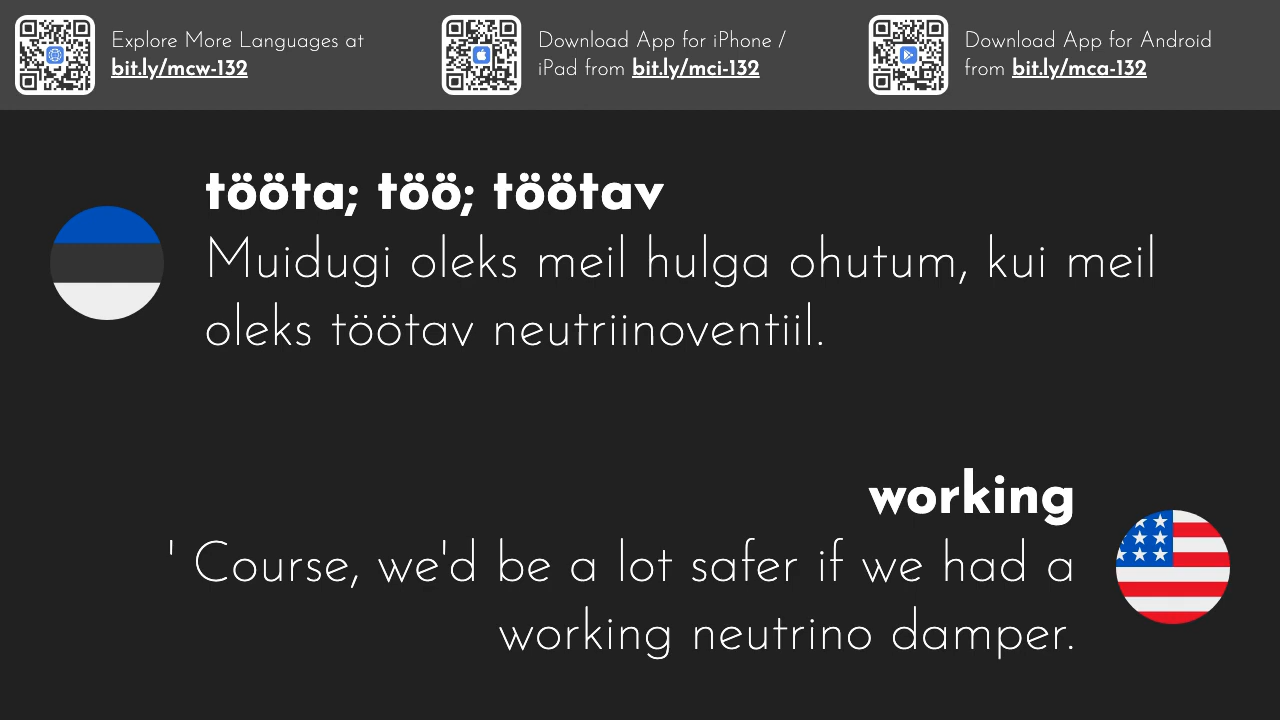 Explore More Languages at
bit.ly/mcw-132
Download App for iPhone /
iPad from bit.ly/mci-132
Download App for Android
from bit.ly/mca-132
tööta; töö; töötav
Muidugi oleks meil hulga ohutum, kui meil
oleks töötav neutriinoventiil.
working
' Course, we'd be a lot safer if we had a
working neutrino damper.